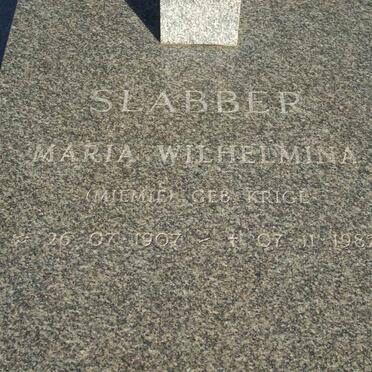 SLABBER
MARIA WILHELMINA
(MIEMIE) GEB KRIGE
26.07.1907 ~ 07.11.198